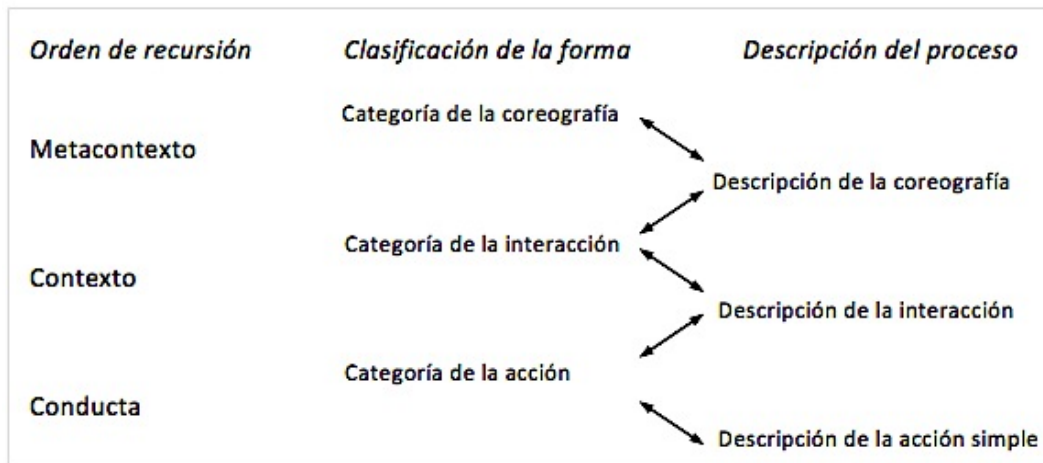 Orden de recursión Clasificación de la forma Descripción del proceso
Categoría de la coreografía
Metacontexto
Descripción de la coreografía
Categoría de la interacción
Contexto
Descripción de la interacción
Categoría de la acción
Conducta
Descripción de la acción simple